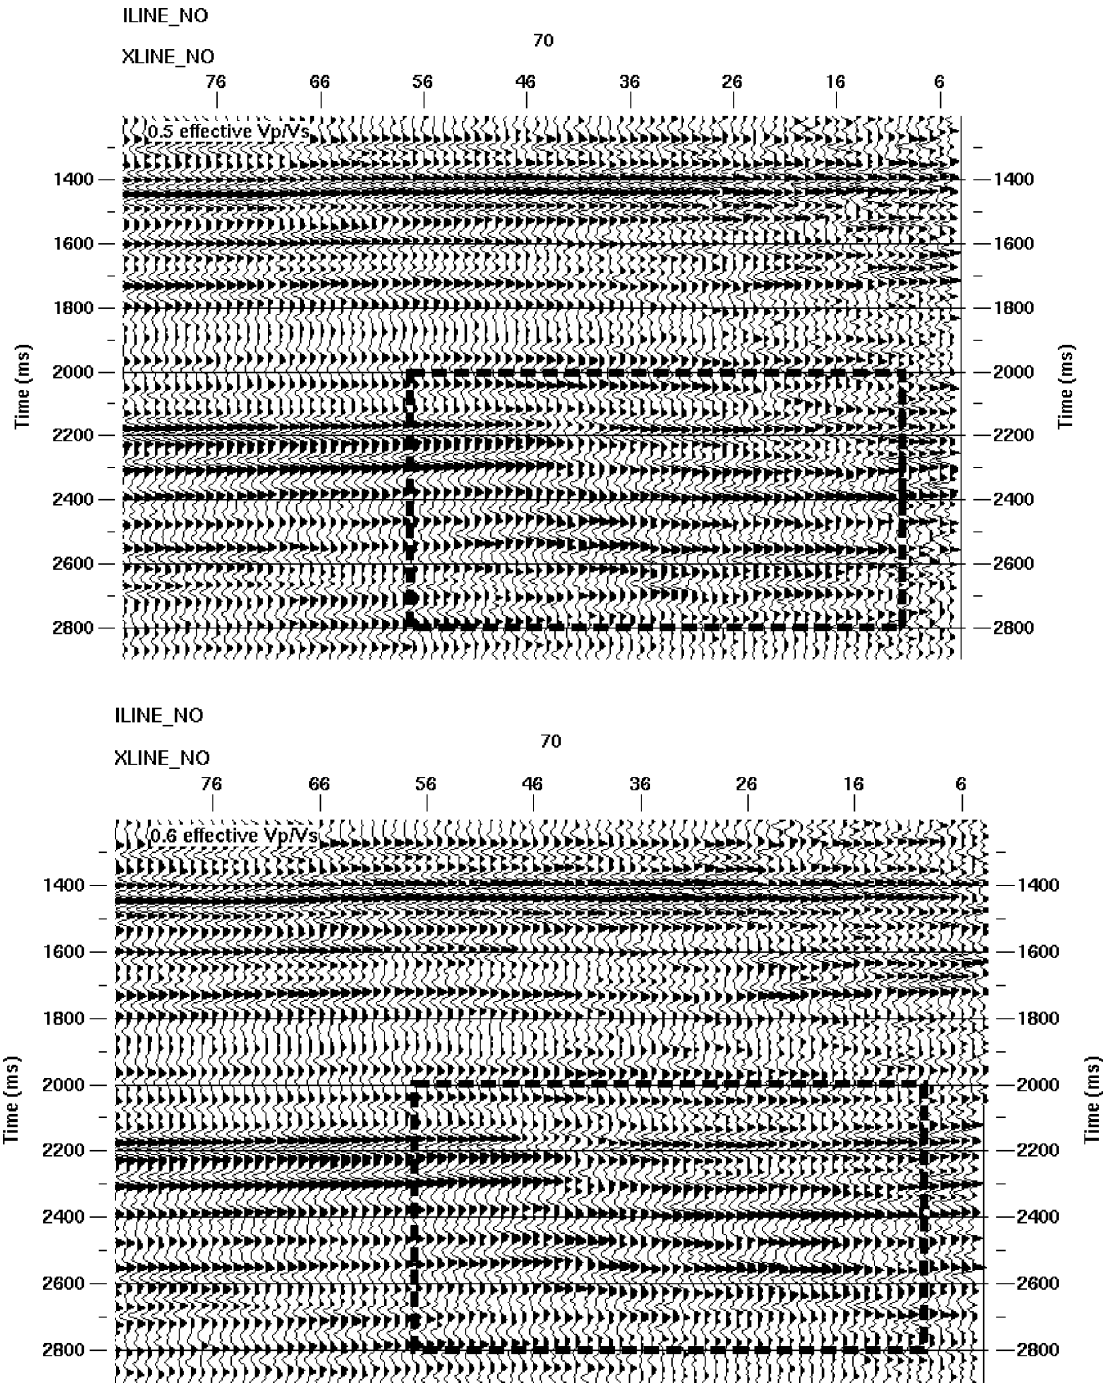 ILINE_NO
70
XLINE_NO
76 66 56 46 36 26 16 6
0.5 effective Vp/Vs
1400 1400
1600 1600
1800 1800
2000 2000
Time (ms) Time (ms)
2200 2200
2400 2400
2600 2600
2800 2800
ILINE_NO
70
XLINE_NO
76 66 56 46 36 26 16 6
0.6 effective Vp/Vs
1400 1400
1600 1600
1800 1800
2000 2000
Time (ms) Time (ms)
2200 2200
2400 2400
2600 2600
2800 2800